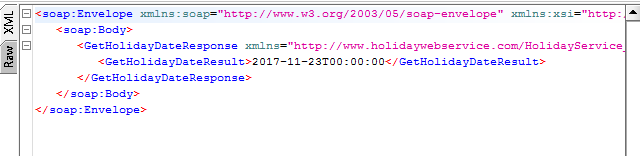 XML
Raw
<soap:Envelope xmlns:soap="http://www.w3.org/2003/05/soap-envelope" xmlns:xsi="http:
<soap:Body>
<GetHolidayDateResponse xmlns="http://www.holidaywebservice.com/HolidayService_
<GetHolidayDateResult>2017-11-23T00:00:00</GetHolidayDateResult>
</GetHolidayDateResponse>
</soap:Body>
</soap:Envelope>